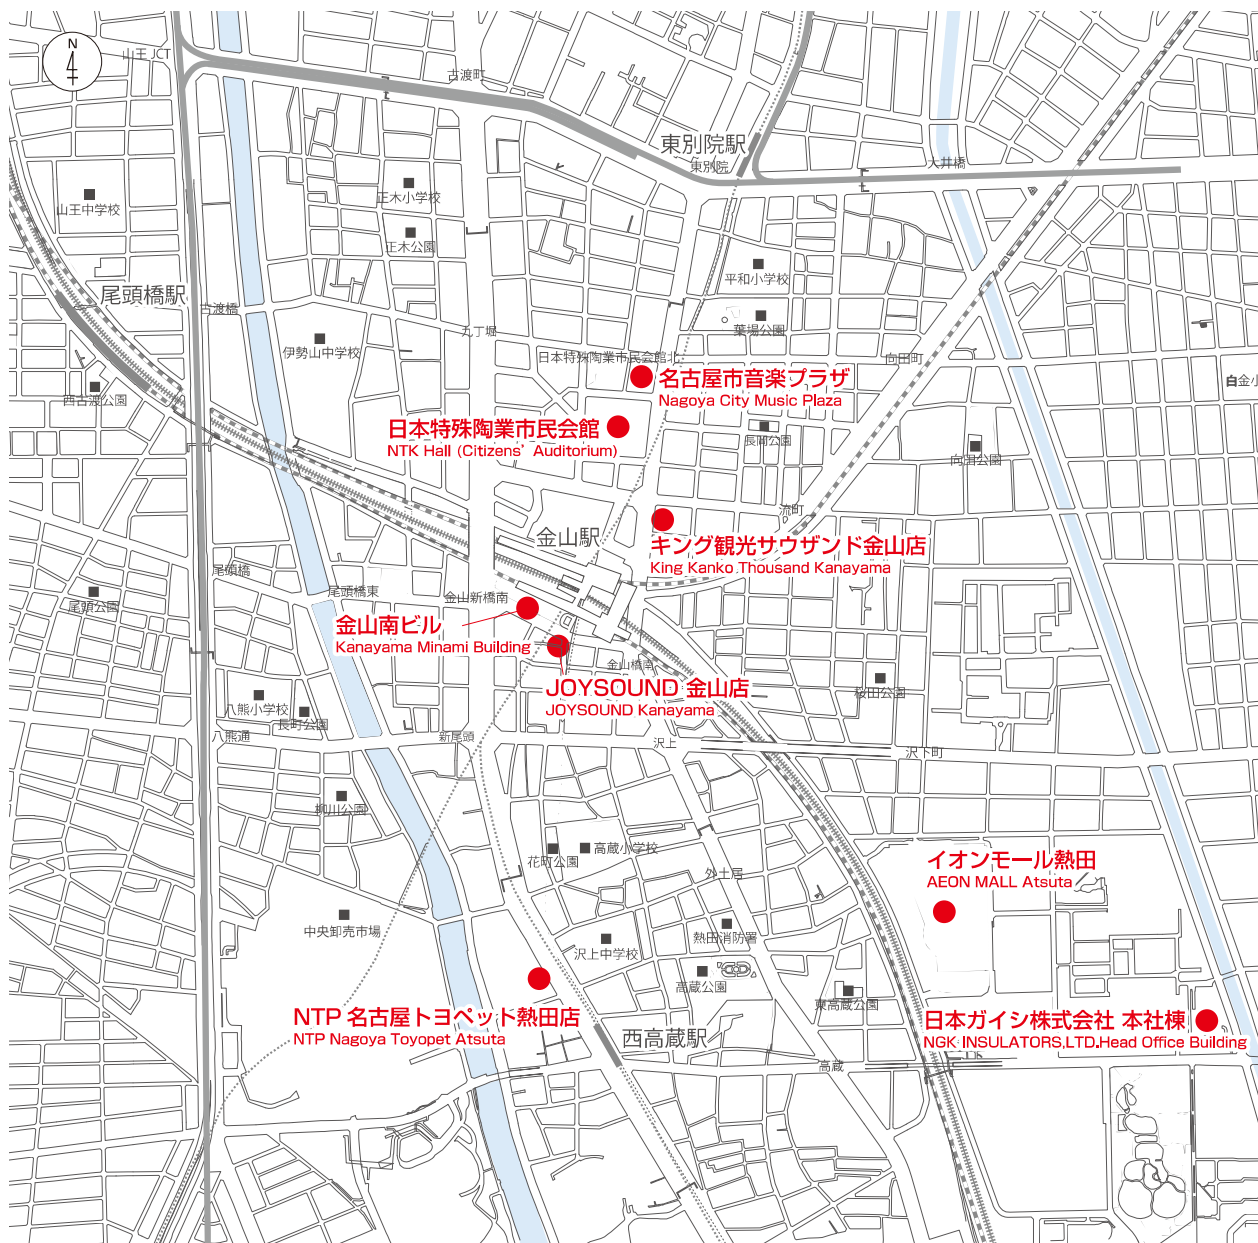 N
山王 JCT
古渡町
東別院駅
東別院
大井橋
山王中学校
正木小学校
正木公園
平和小学校
尾頭橋駅
古渡橋
葉場公園
九丁堀
伊勢山中学校
日本特殊陶業市民会館北
向田町
名古屋市音楽プラザ
Nagoya City Music Plaza
白金小
西古渡公園
日本特殊陶業市民会館
NTK Hall (Citizens' Auditorium)
長岡公園
向田公園
流町
金山駅
キング観光サウザンド金山店
King Kanko Thousand Kanayama
尾頭橋
尾頭橋東
尾頭公園
金山新橋南
金山南ビル
Kanayama Minami Building
金山橋南
JOYSOUND 金山店
JOYSOUND Kanayama
桜田公園
八熊小学校
長町公園
八熊通
新尾頭
沢上
沢下町
柳川公園
花町公園
高蔵小学校
外土居
イオンモール熱田
AEON MALL Atsuta
中央卸売市場
沢上中学校
熱田消防署
高蔵公園
東高蔵公園
NTP 名古屋トヨペット熱田店
NTP Nagoya Toyopet Atsuta
西高蔵駅
日本ガイシ株式会社 本社棟
NGK INSULATORS,LTD.Head Office Building
高蔵